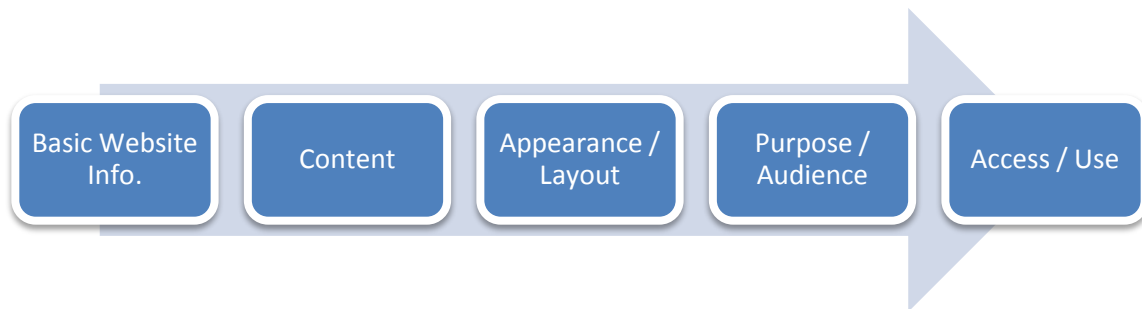 Basic Website
Info.
Content
Appearance /
Layout
Purpose /
Audience
Access / Use